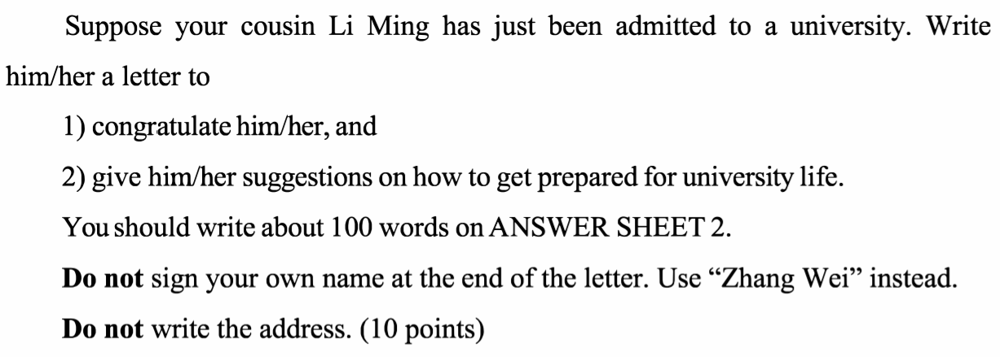 Suppose your cousin Li Ming has just been admitted to a university. Write
him/her a letter to
1) congratulate him/her, and
2) give him/her suggestions on how to get prepared for university life.
You should write about 100 words on ANSWER SHEET 2.
Do not sign your own name at the end of the letter. Use “Zhang Wei” instead.
Do not write the address. (10 points)